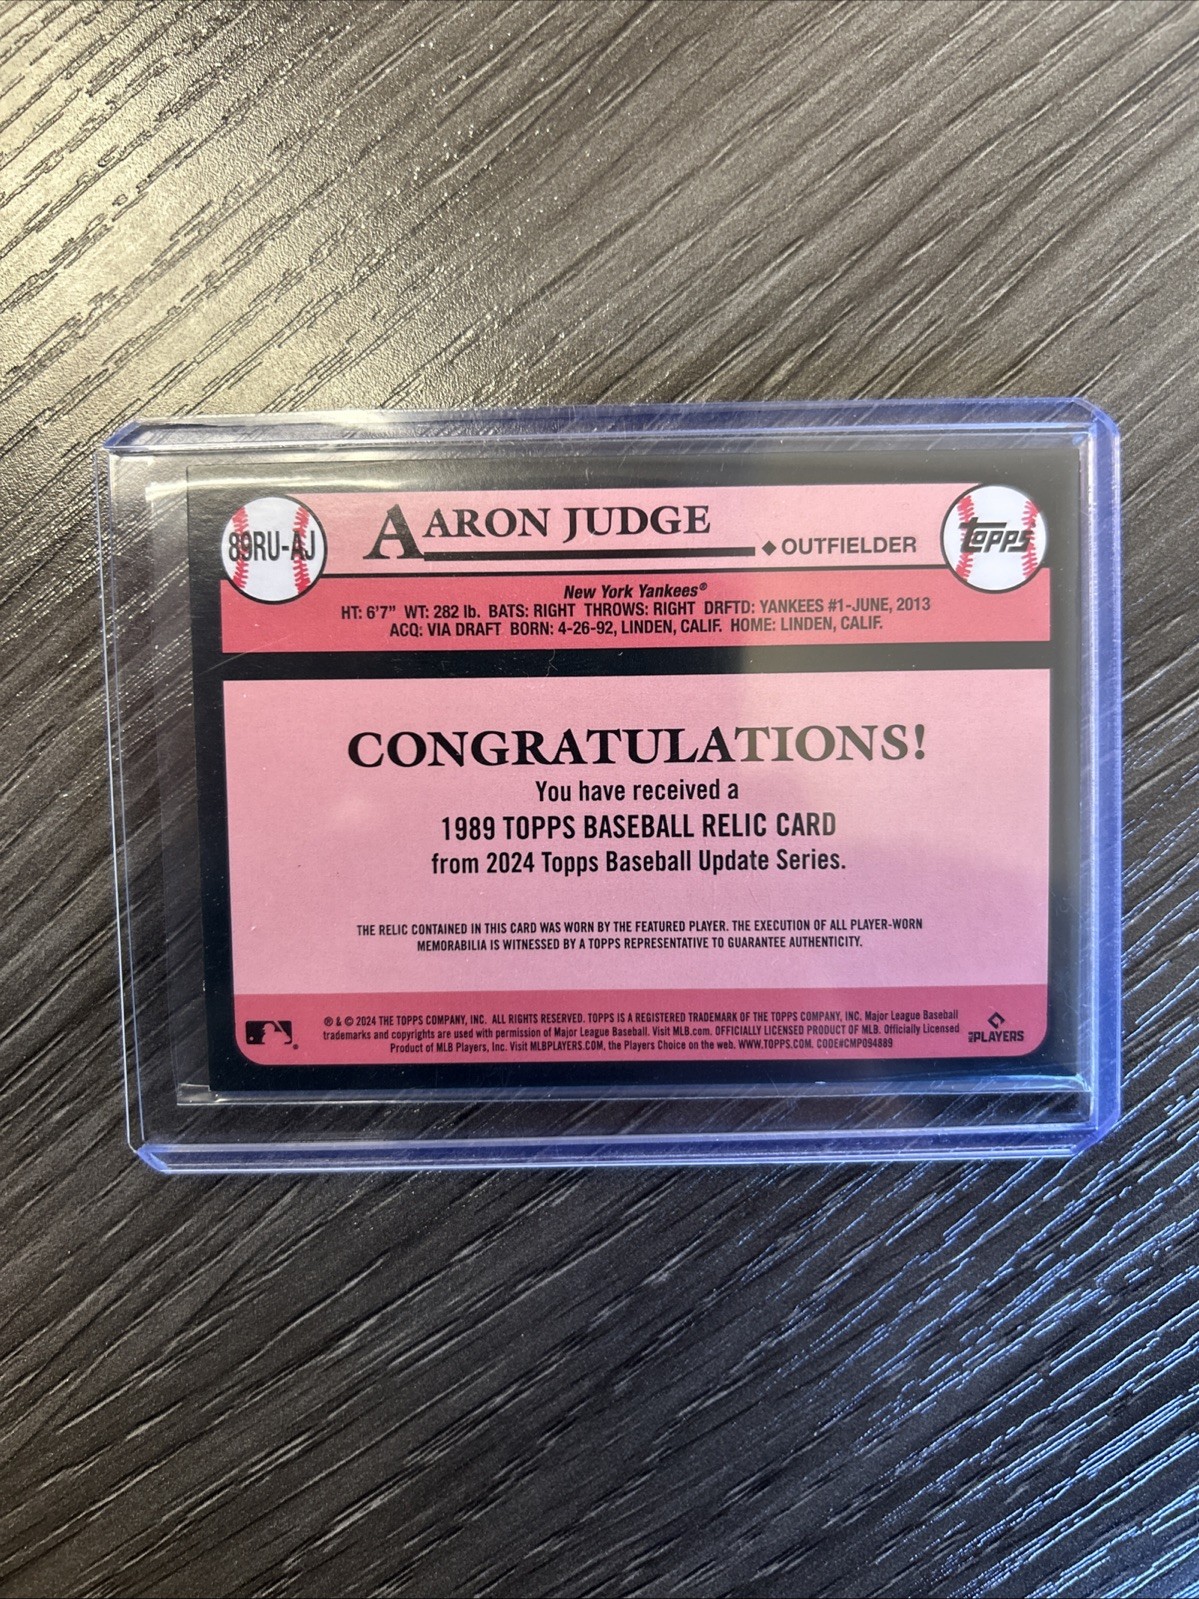 89RU-AJ
AARON JUDGE
◆OUTFIELDER
Topps
New York Yankees®
HT: 6'7" WT: 282 lb. BATS: RIGHT THROWS: RIGHT DRFTD: YANKEES #1-JUNE, 2013
ACQ: VIA DRAFT BORN: 4-26-92, LINDEN, CALIF. HOME: LINDEN, CALIF.
CONGRATULATIONS!
You have received a
1989 TOPPS BASEBALL RELIC CARD
from 2024 Topps Baseball Update Series.
THE RELIC CONTAINED IN THIS CARD WAS WORN BY THE FEATURED PLAYER. THE EXECUTION OF ALL PLAYER-WORN
MEMORABILIA IS WITNESSED BY A TOPPS REPRESENTATIVE TO GUARANTEE AUTHENTICITY.
® & © 2024 THE TOPPS COMPANY, INC. ALL RIGHTS RESERVED. TOPPS IS A REGISTERED TRADEMARK OF THE TOPPS COMPANY, INC. Major League Baseball
trademarks and copyrights are used with permission of Major League Baseball. Visit MLB.com. OFFICIALLY LICENSED PRODUCT OF MLB. Officially Licensed
Product of MLB Players, Inc. Visit MLBPLAYERS.COM, the Players Choice on the web. WWW.TOPPS.COM. CODE#CMP094889
MLB PLAYERS